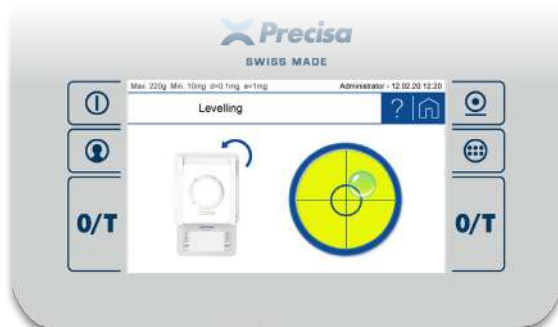 Precisa
SWISS MADE
Max. 220g Min. 10mg d=0.1mg e=1mg Administrator - 12.02.20 12:20
Levelling ?
0/T 0/T